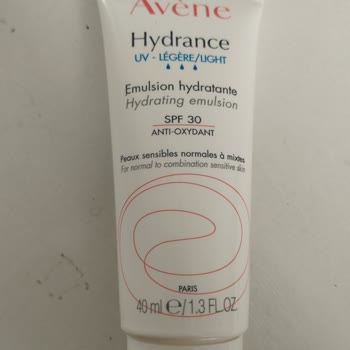 Avène
Hydrance
UV - LÉGÈRE/LIGHT
Emulsion hydratante
Hydrating emulsion
SPF 30
ANTI-OXYDANT
Peaux sensibles normales à mixtes
For normal to combination sensitive skin
PARIS
40 ml e/1.3 FL.OZ.